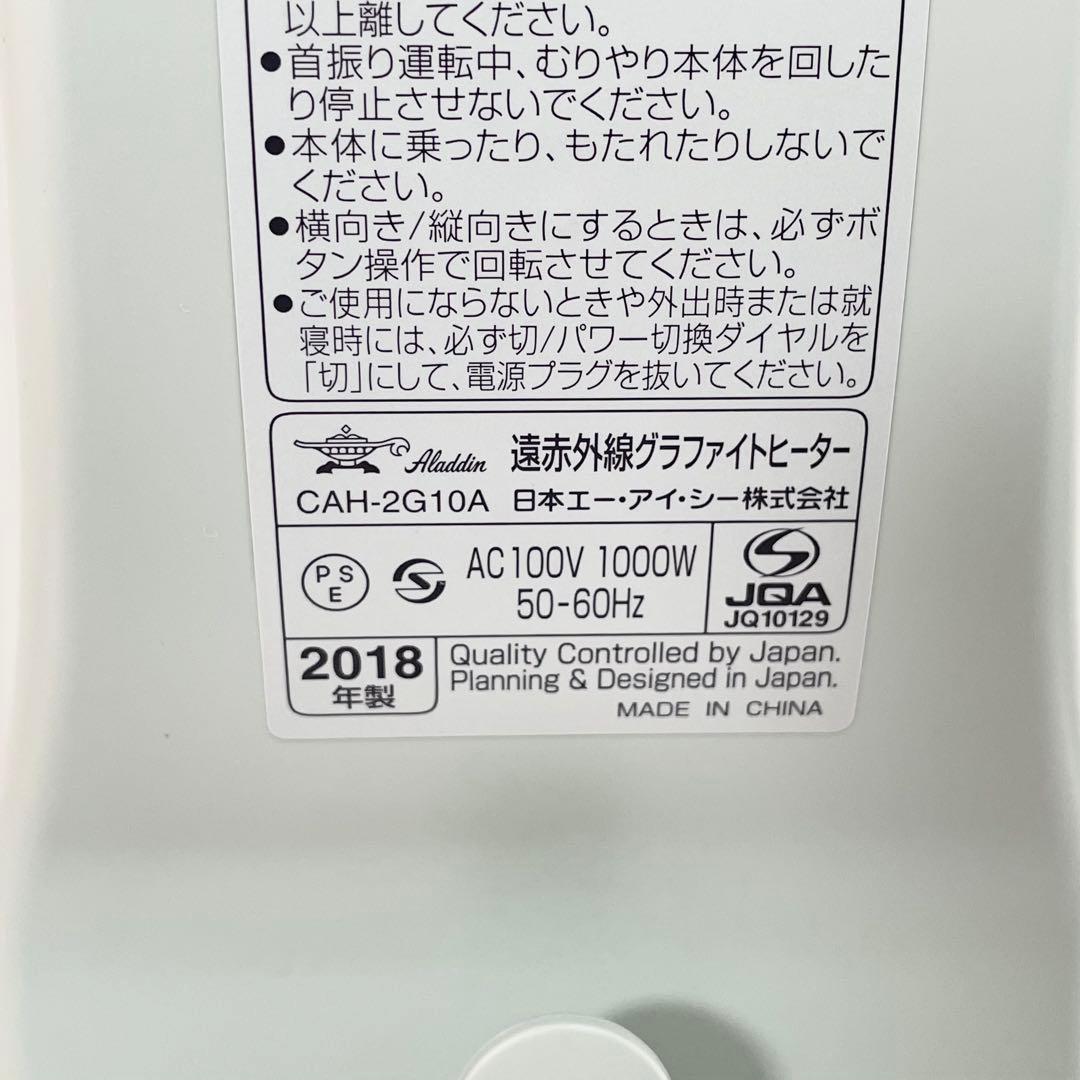 以上離してください。
●首振り運転中、むりやり本体を回した
り停止させないでください。
●本体に乗ったり、もたれたりしないで
ください。
●横向き/縦向きにするときは、必ずボ
タン操作で回転させてください。
●ご使用にならないときや外出時または就
寝時には、必ず切/パワー切換ダイヤルを
「切」にして、電源プラグを抜いてください。
Aladdin 遠赤外線グラファイトヒーター
CAH-2G10A 日本エー・アイ・シー株式会社
PSE
S
AC100V 1000W
50-60Hz
JQA
JQ10129
2018
年製
Quality Controlled by Japan.
Planning & Designed in Japan.
MADE IN CHINA